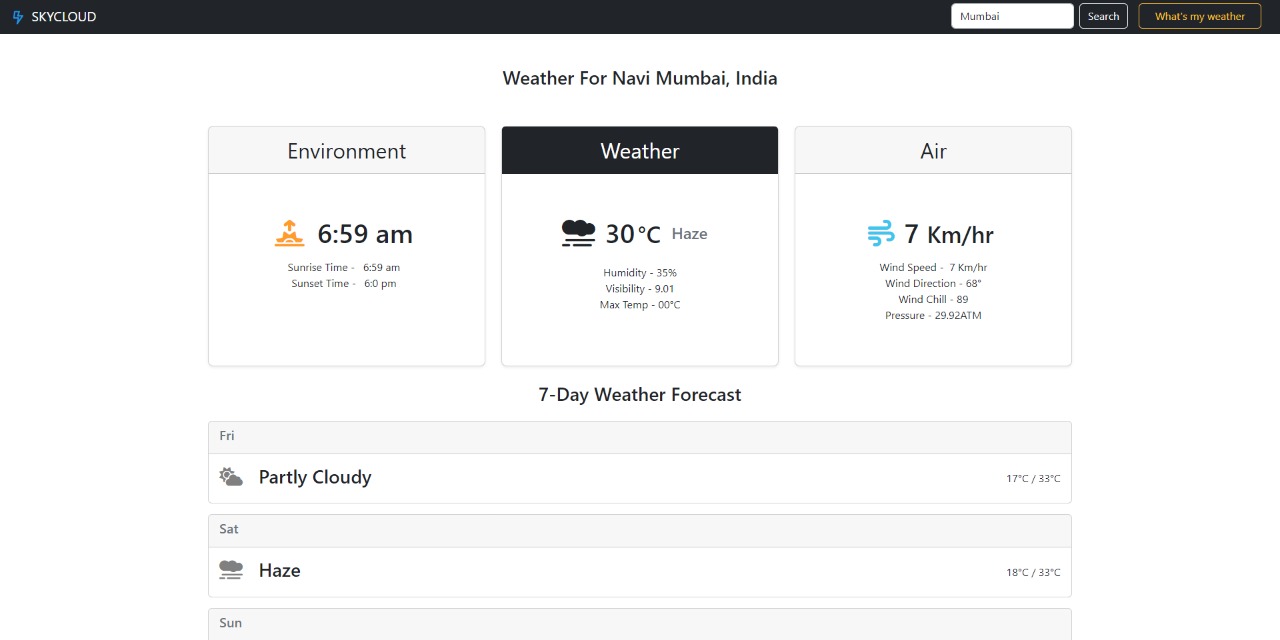 SKYCLOUD
Mumbai
Search
What's my weather
Weather For Navi Mumbai, India
Environment
6:59 am
Sunrise Time - 6:59 am
Sunset Time - 6:0 pm
Weather
30°C Haze
Humidity - 35%
Visibility - 9.01
Max Temp - 00°C
Air
7 Km/hr
Wind Speed - 7 Km/hr
Wind Direction - 68°
Wind Chill - 89
Pressure - 29.92ATM
7-Day Weather Forecast
Fri
Partly Cloudy 17°C / 33°C
Sat
Haze 18°C / 33°C
Sun